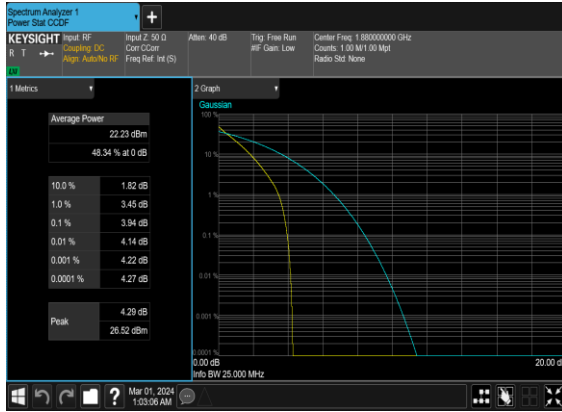 Spectrum Analyzer 1
Power Stat CCDF
KEYSIGHT
R T
LU
Input: RF
Coupling: DC
Align: Auto/No RF
Input Z: 50 Ω
Corr CCorr
Freq Ref: Int (S)
Atten: 40 dB
Trig: Free Run
#IF Gain: Low
Center Freq: 1.880000000 GHz
Counts: 1.00 M/1.00 Mpt
Radio Std: None
1 Metrics
Average Power
22.23 dBm
48.34 % at 0 dB
10.0 % 1.82 dB
1.0 % 3.45 dB
0.1 % 3.94 dB
0.01 % 4.14 dB
0.001 % 4.22 dB
0.0001 % 4.27 dB
Peak
4.29 dB
26.52 dBm
2 Graph
Gaussian
100 %
10 %
1 %
0.1 %
0.01 %
0.001 %
0.0001 %
0.00 dB
20.00 d
Info BW 25.000 MHz
?
Mar 01, 2024
1:03:06 AM